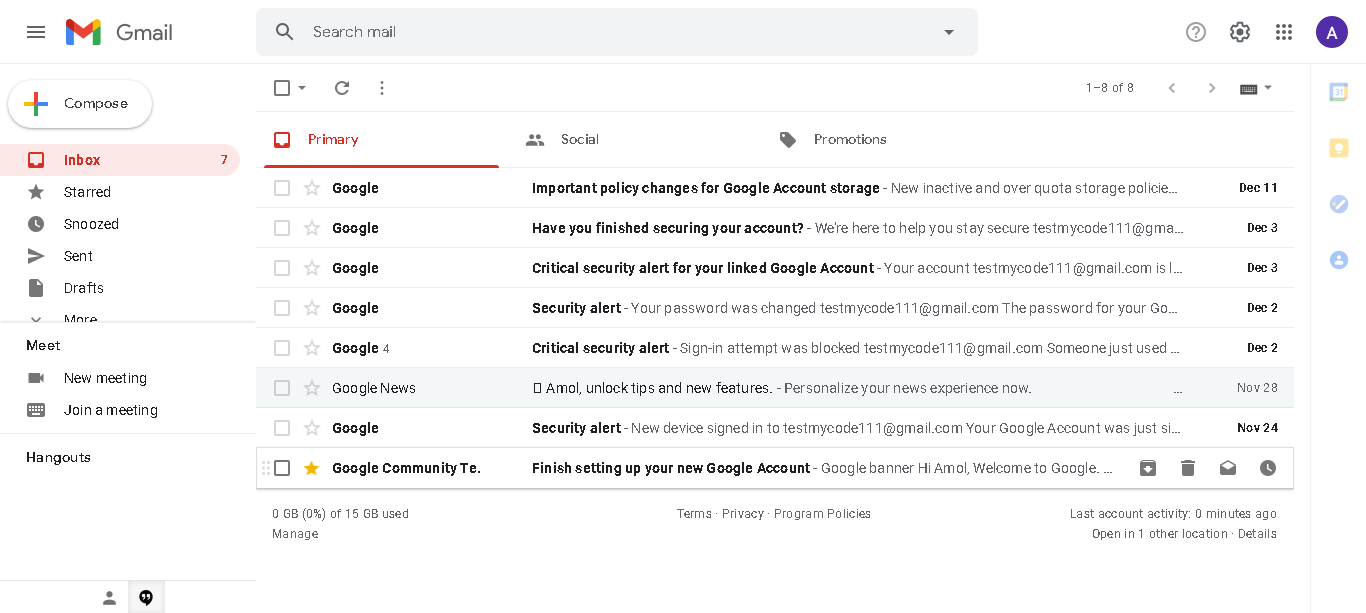 Gmail
Search mail
A
Compose
1–8 of 8
31
Primary
Social
Promotions
Inbox 7
Starred
Snoozed
Sent
Drafts
More
Google Important policy changes for Google Account storage - New inactive and over quota storage policie... Dec 11
Google Have you finished securing your account? - We're here to help you stay secure testmycode111@gma... Dec 3
Google Critical security alert for your linked Google Account - Your account testmycode111@gmail.com is l... Dec 3
Google Security alert - Your password was changed testmycode111@gmail.com The password for your Go... Dec 2
Google 4 Critical security alert - Sign-in attempt was blocked testmycode111@gmail.com Someone just used ... Dec 2
Google News Amol, unlock tips and new features. - Personalize your news experience now. ... Nov 28
Google Security alert - New device signed in to testmycode111@gmail.com Your Google Account was just si... Nov 24
Google Community Te. Finish setting up your new Google Account - Google banner Hi Amol, Welcome to Google. ...
Meet
New meeting
Join a meeting
Hangouts
0 GB (0%) of 15 GB used
Manage
Terms · Privacy · Program Policies
Last account activity: 0 minutes ago
Open in 1 other location · Details